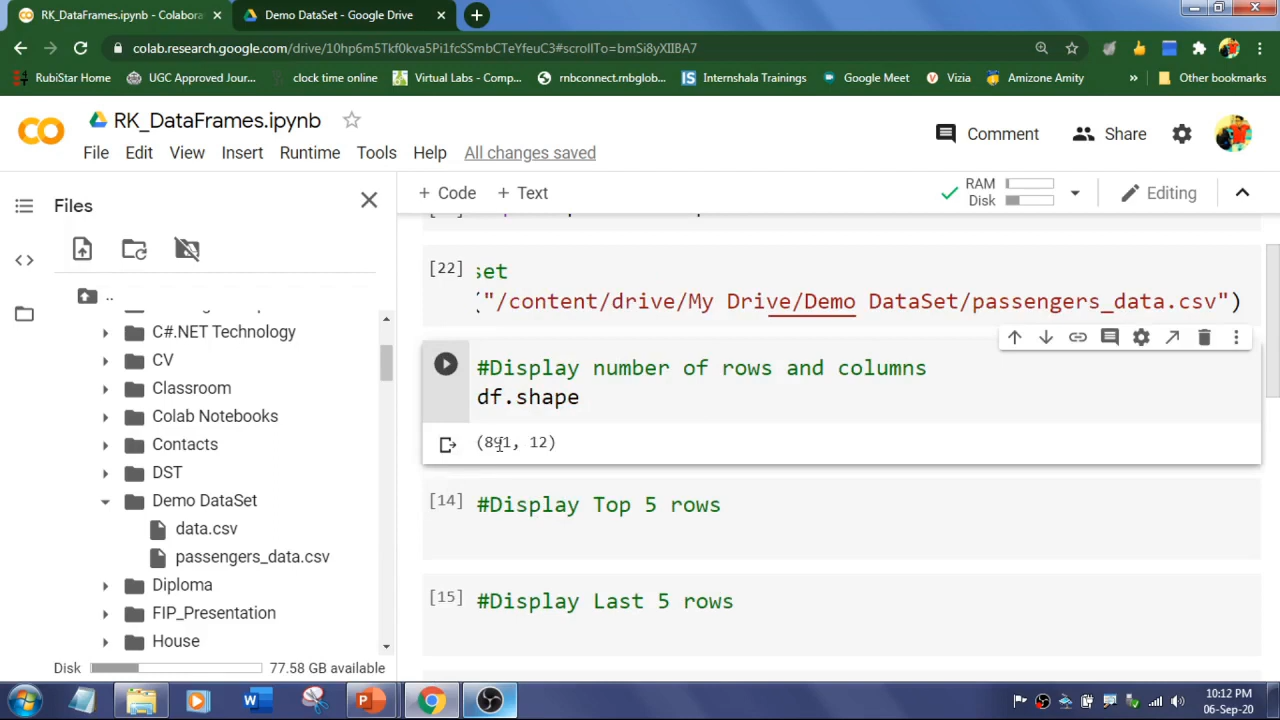 RK_DataFrames.ipynb - Colabora
Demo DataSet - Google Drive
colab.research.google.com/drive/10hp6m5Tkf0kva5Pi1fcSSmbCTeYfeuC3#scrollTo=bmSi8yXIIBA7
RubiStar Home
UGC Approved Jour...
clock time online
Virtual Labs - Comp...
rnbconnect.rnbglob...
IS
Internshala Trainings
Google Meet
Vizia
Amizone Amity
»
Other bookmarks
RK_DataFrames.ipynb
Comment
Share
File Edit View Insert Runtime Tools Help All changes saved
Files
+ Code + Text
RAM
Disk
Editing
..
C#.NET Technology
CV
Classroom
Colab Notebooks
Contacts
DST
Demo DataSet
data.csv
passengers_data.csv
Diploma
FIP_Presentation
House
Disk
77.58 GB available
[22]
set
("/content/drive/My Drive/Demo DataSet/passengers_data.csv")
#Display number of rows and columns
df.shape
(891, 12)
[14]
#Display Top 5 rows
[15]
#Display Last 5 rows
10:12 PM
06-Sep-20